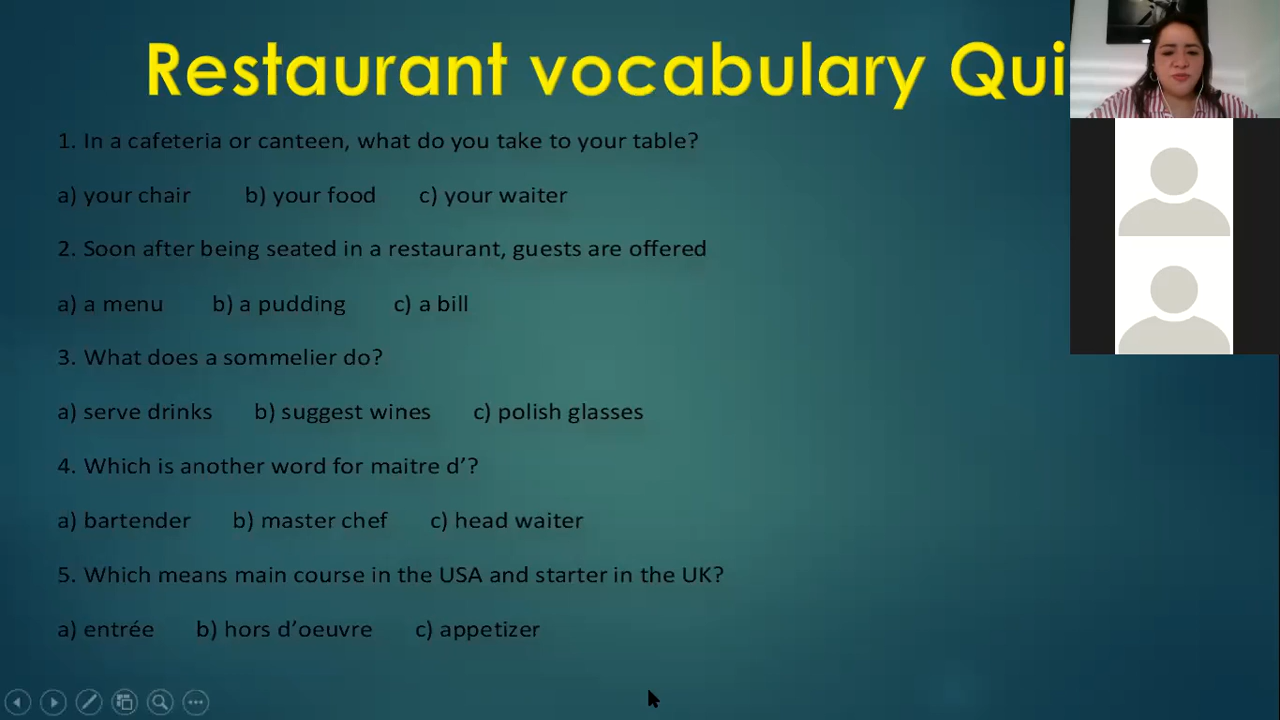 Restaurant vocabulary Qui
1. In a cafeteria or canteen, what do you take to your table?
a) your chair b) your food c) your waiter
2. Soon after being seated in a restaurant, guests are offered
a) a menu b) a pudding c) a bill
3. What does a sommelier do?
a) serve drinks b) suggest wines c) polish glasses
4. Which is another word for maitre d’?
a) bartender b) master chef c) head waiter
5. Which means main course in the USA and starter in the UK?
a) entrée b) hors d’oeuvre c) appetizer